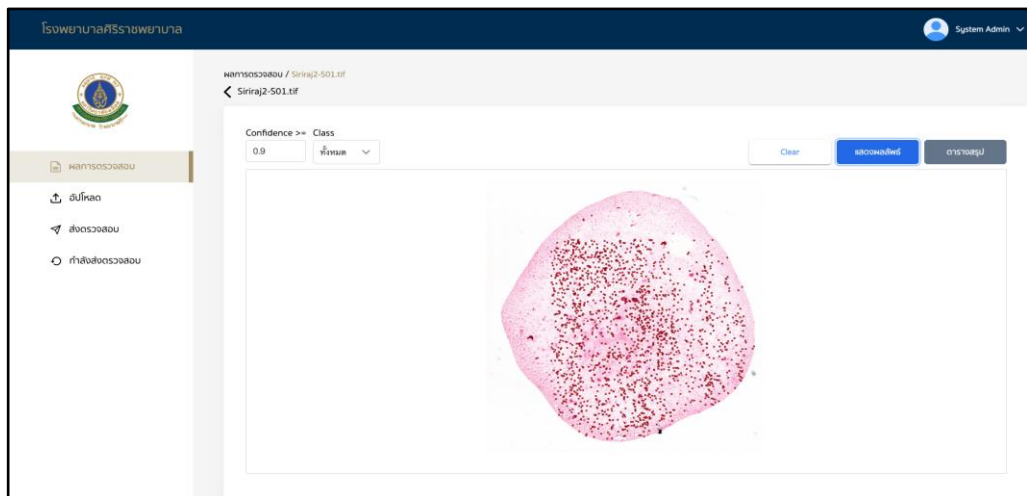 โรงพยาบาลศิริราชพยาบาล
System Admin
ผลการตรวจสอบ / Siriraj2-S01.tif
Siriraj2-S01.tif
Confidence >= Class
0.9 ทั้งหมด
Clear แสดงผลลัพธ์ ตารางสรุป
ผลการตรวจสอบ
อัปโหลด
ส่งตรวจสอบ
กำลังส่งตรวจสอบ